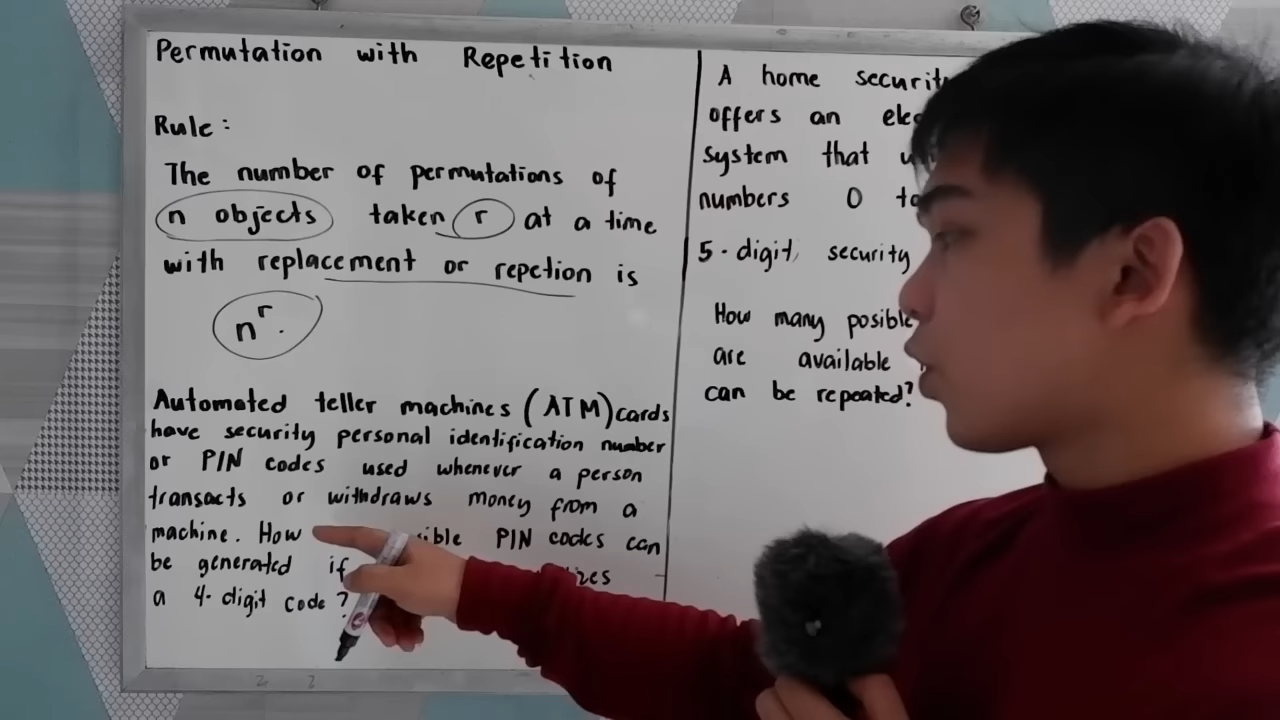 Permutation with Repetition
Rule:
The number of permutations of
n objects taken r at a time
with replacement or repetion is
n^r.
Automated teller machines (ATM) cards
have security personal identification number
or PIN codes used whenever a person
transacts or withdraws money from a
machine. How PIN codes can
be generated if
a 4-digit code?
A home
offers an
system that
numbers 0
5-digit security
How many posible
are available
can be repeated?